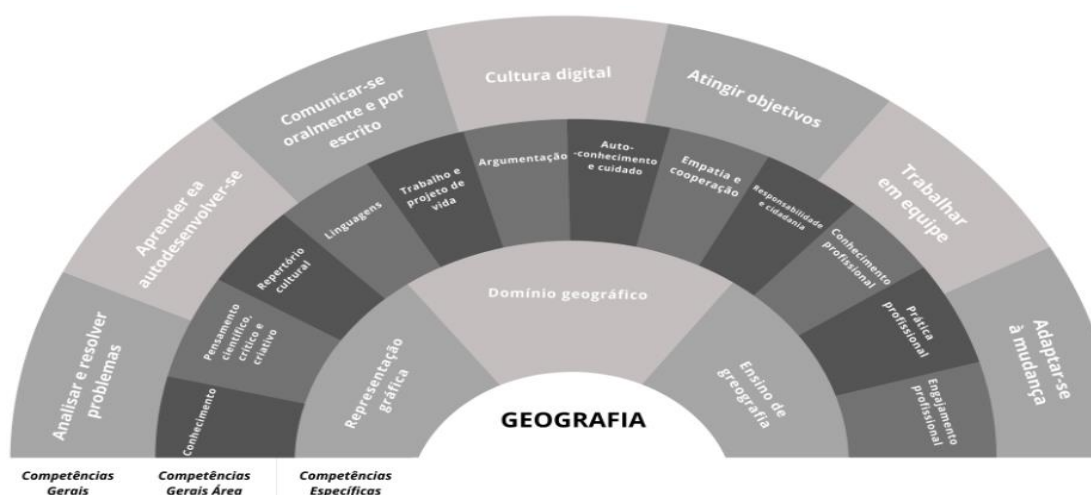 Analisar e resolver
problemas
Aprender ea
autodesenvolver-se
Comunicar-se
oralmente e por
escrito
Cultura digital
Atingir objetivos
Trabalhar
em equipe
Adaptar-se
à mudança
Conhecimento
Pensamento
científico,
crítico e
criativo
Repertório
cultural
Linguagens
Trabalho e
projeto de
vida
Argumentação
Auto-
-conhecimento
e cuidado
Empatia e
cooperação
Responsabilidade
e cidadania
Conhecimento
profissional
Prática
profissional
Engajamento
profissional
Representação
gráfica
Domínio geográfico
Ensino de
greografia
GEOGRAFIA
Competências
Gerais
Competências
Gerais Área
Competências
Específicas